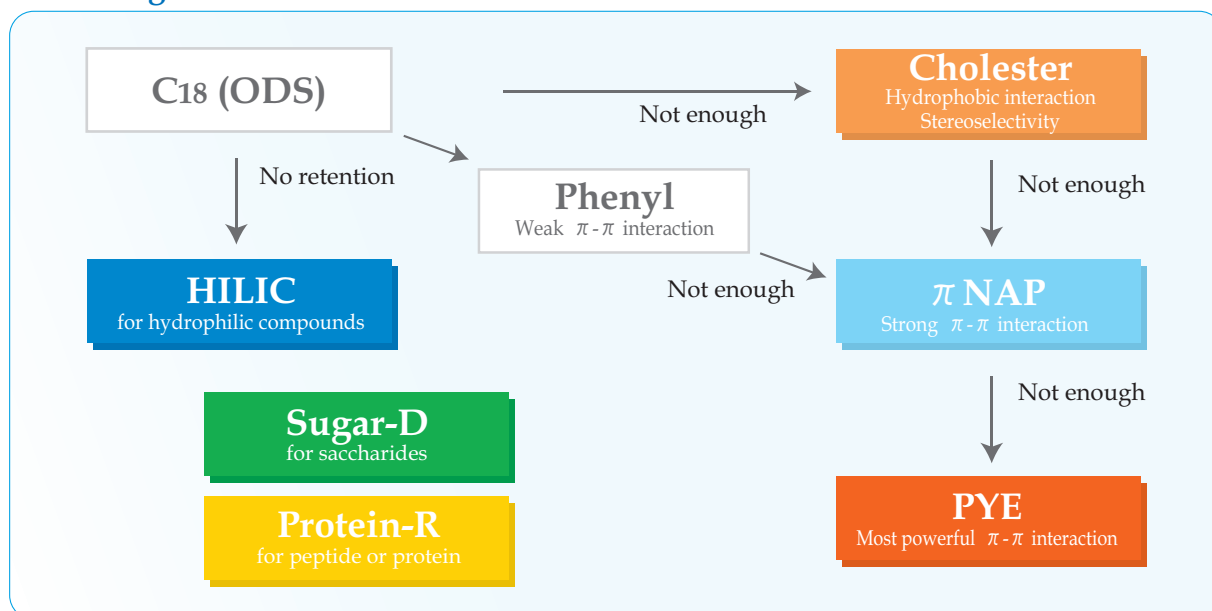 C18 (ODS)
Not enough
Cholester
Hydrophobic interaction
Stereoselectivity
No retention
Phenyl
Weak π-π interaction
Not enough
Not enough
HILIC
for hydrophilic compounds
π NAP
Strong π-π interaction
Not enough
Sugar-D
for saccharides
Protein-R
for peptide or protein
PYE
Most powerful π-π interaction